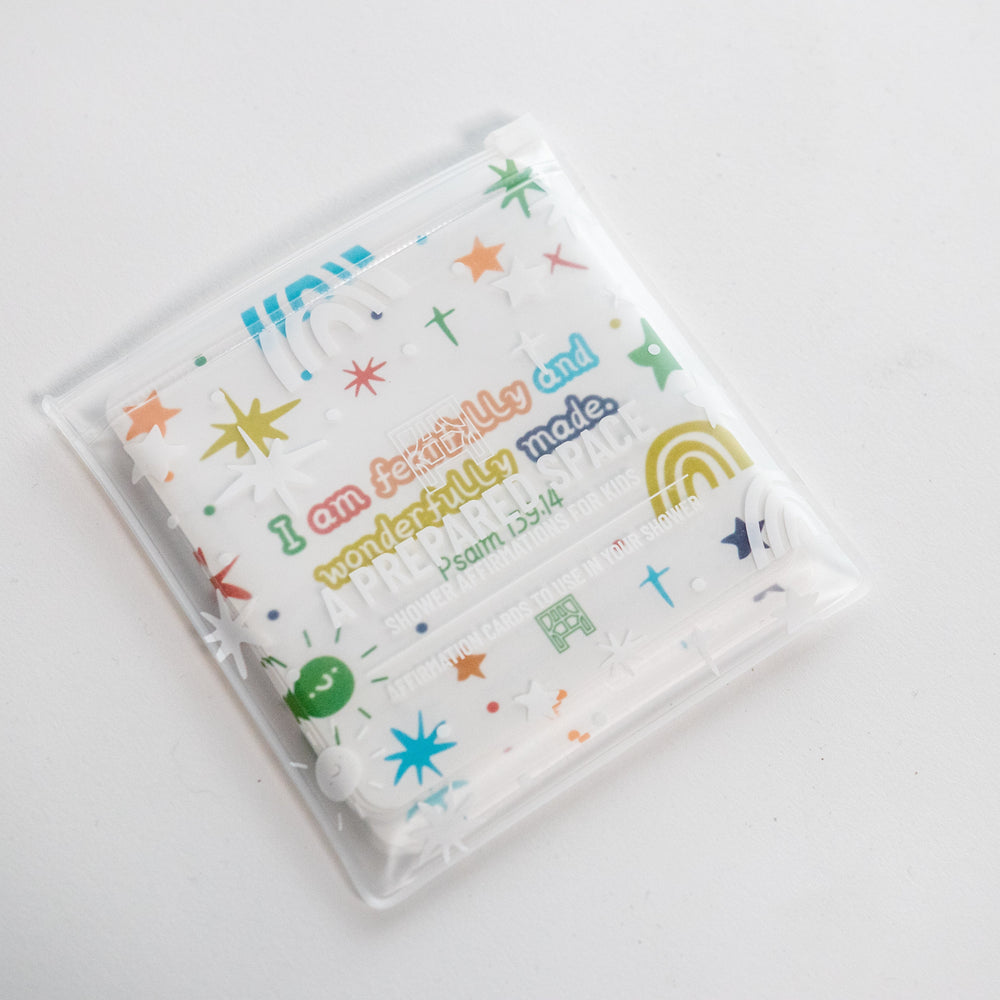 I am fearfully and
wonderfully made.
Psalm 139:14
A PREPARED SPACE
SHOWER AFFIRMATIONS FOR KIDS
AFFIRMATION CARDS TO USE IN YOUR SHOWER